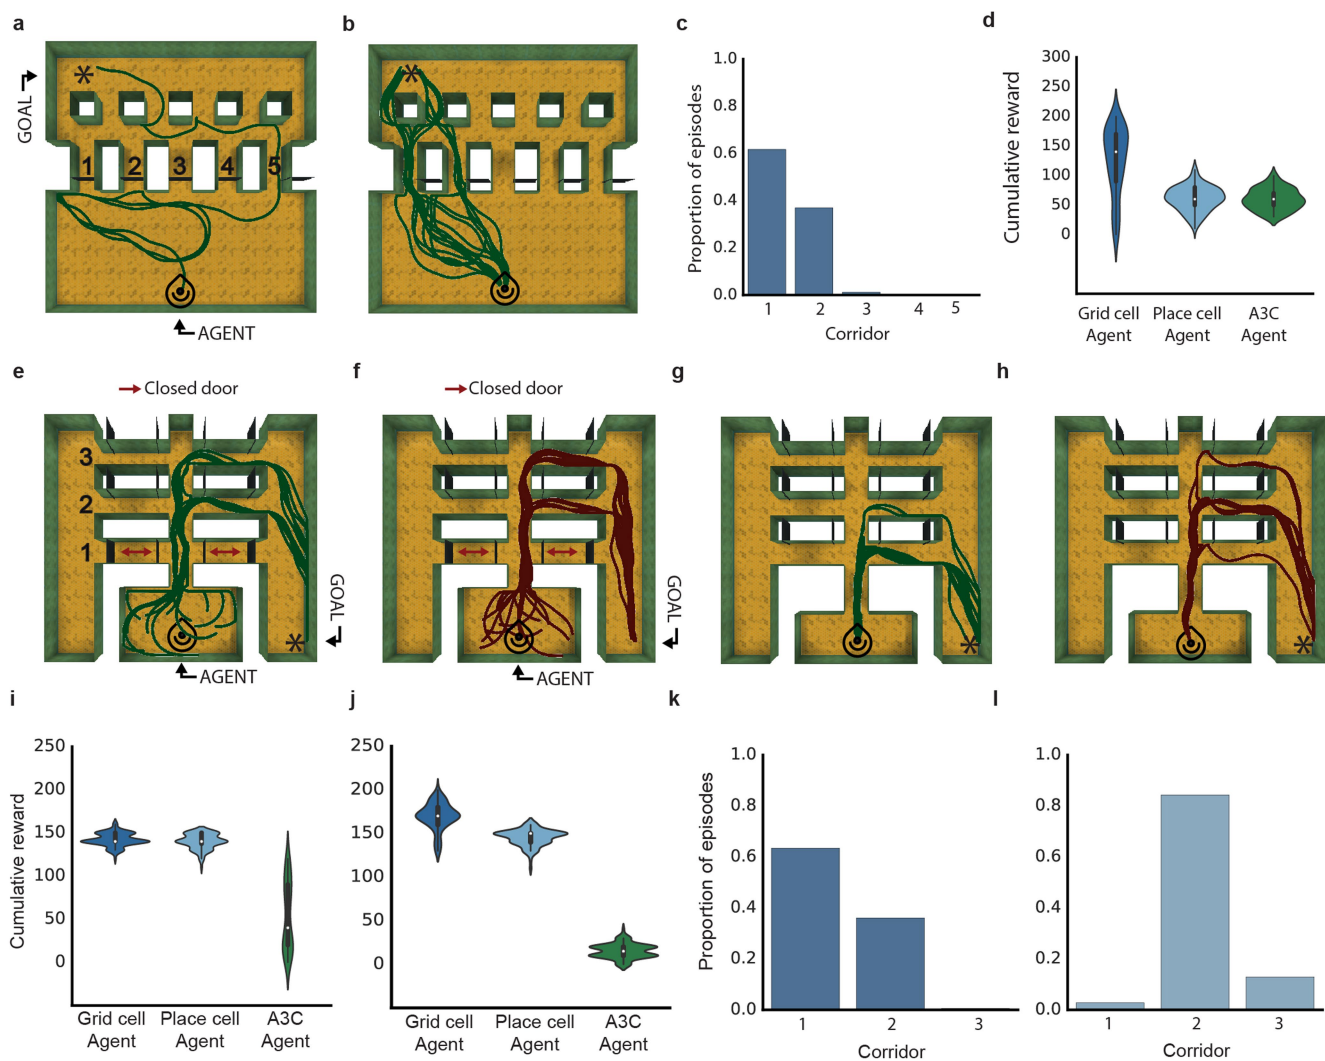 a
GOAL
*
1 2 3 4 5
AGENT
b
*
c
Proportion of episodes
1.0
0.8
0.6
0.4
0.2
0.0
1 2 3 4 5
Corridor
d
Cumulative reward
300
250
200
150
100
50
0
Grid cell Place cell A3C
Agent Agent Agent
e
Closed door
3
2
1
GOAL
*
AGENT
f
Closed door
GOAL
AGENT
g
*
h
*
i
Cumulative reward
250
200
150
100
50
0
Grid cell Place cell A3C
Agent Agent Agent
j
250
200
150
100
50
0
Grid cell Place cell A3C
Agent Agent Agent
k
Proportion of episodes
1.0
0.8
0.6
0.4
0.2
0.0
1 2 3
Corridor
l
1.0
0.8
0.6
0.4
0.2
0.0
1 2 3
Corridor